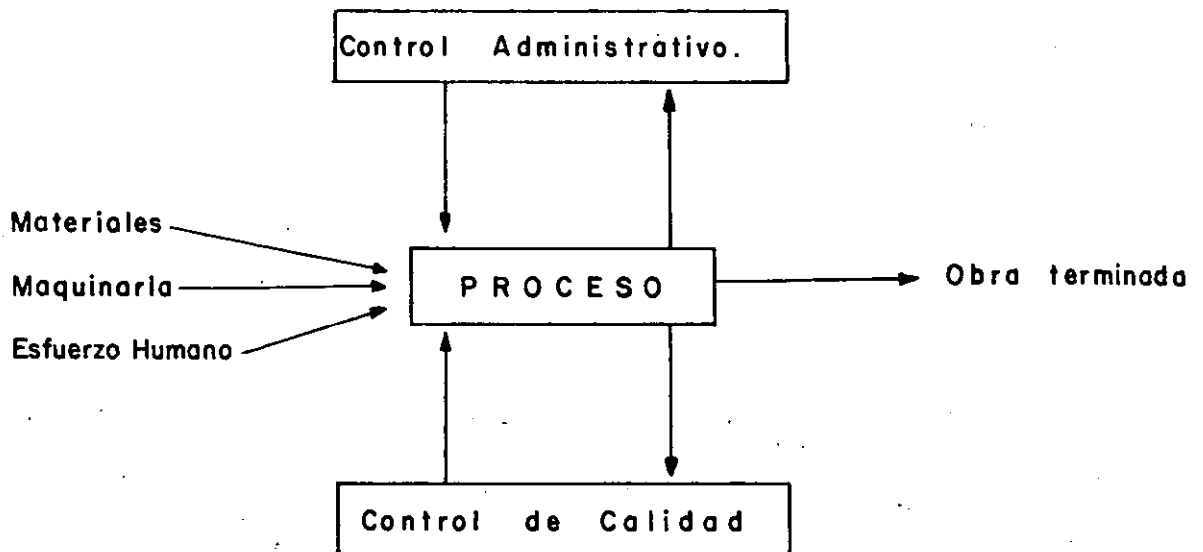 Control Administrativo.
Materiales
Maquinaria
Esfuerzo Humano
PROCESO
Obra terminada
Control de Calidad